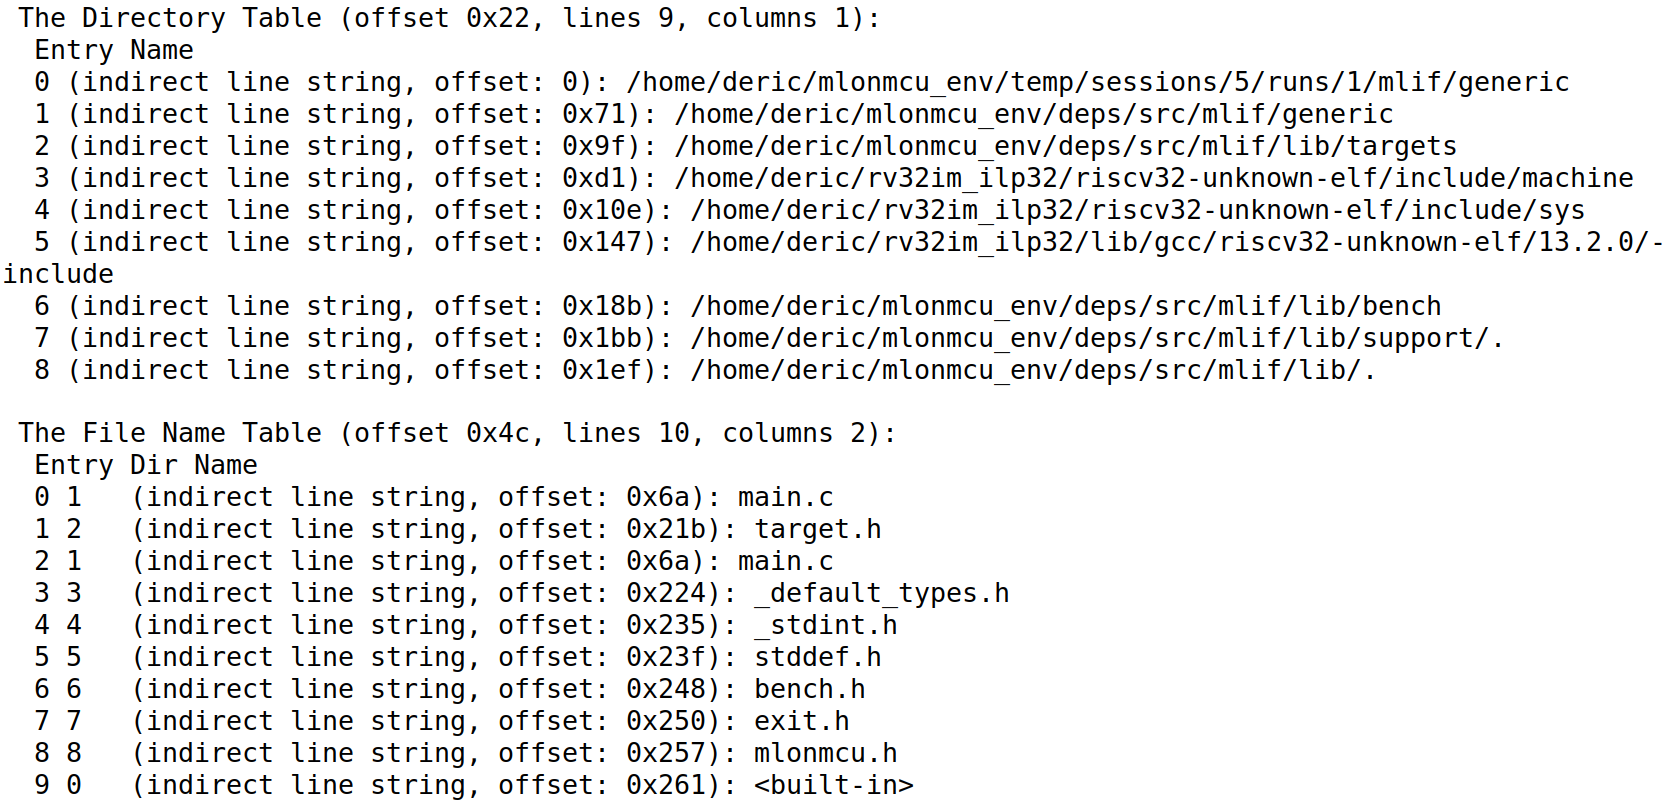 The Directory Table (offset 0x22, lines 9, columns 1):
Entry Name
0 (indirect line string, offset: 0): /home/deric/mlonmcu_env/temp/sessions/5/runs/1/mlif/generic
1 (indirect line string, offset: 0x71): /home/deric/mlonmcu_env/deps/src/mlif/generic
2 (indirect line string, offset: 0x9f): /home/deric/mlonmcu_env/deps/src/mlif/lib/targets
3 (indirect line string, offset: 0xd1): /home/deric/rv32im_ilp32/riscv32-unknown-elf/include/machine
4 (indirect line string, offset: 0x10e): /home/deric/rv32im_ilp32/riscv32-unknown-elf/include/sys
5 (indirect line string, offset: 0x147): /home/deric/rv32im_ilp32/lib/gcc/riscv32-unknown-elf/13.2.0/-
include
6 (indirect line string, offset: 0x18b): /home/deric/mlonmcu_env/deps/src/mlif/lib/bench
7 (indirect line string, offset: 0x1bb): /home/deric/mlonmcu_env/deps/src/mlif/lib/support/.
8 (indirect line string, offset: 0x1ef): /home/deric/mlonmcu_env/deps/src/mlif/lib/.
The File Name Table (offset 0x4c, lines 10, columns 2):
Entry Dir Name
0 1 (indirect line string, offset: 0x6a): main.c
1 2 (indirect line string, offset: 0x21b): target.h
2 1 (indirect line string, offset: 0x6a): main.c
3 3 (indirect line string, offset: 0x224): _default_types.h
4 4 (indirect line string, offset: 0x235): _stdint.h
5 5 (indirect line string, offset: 0x23f): stddef.h
6 6 (indirect line string, offset: 0x248): bench.h
7 7 (indirect line string, offset: 0x250): exit.h
8 8 (indirect line string, offset: 0x257): mlonmcu.h
9 0 (indirect line string, offset: 0x261): <built-in>